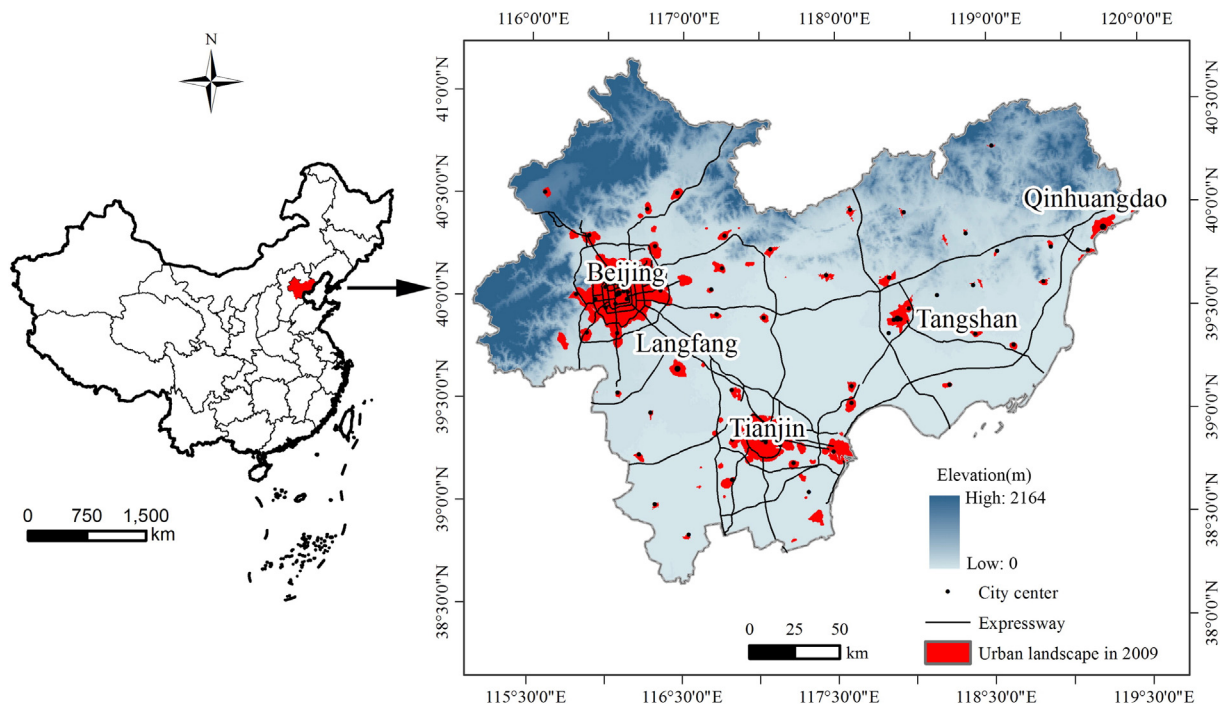 116°0'0"E 117°0'0"E 118°0'0"E 119°0'0"E 120°0'0"E
N
41°0'0"N
40°30'0"N
40°0'0"N
39°30'0"N
39°0'0"N
38°30'0"N
40°30'0"N
40°0'0"N
39°30'0"N
39°0'0"N
38°30'0"N
38°0'0"N
Qinhuangdao
Beijing
Tangshan
Langfang
Tianjin
0 750 1,500
km
Elevation(m)
High: 2164
Low: 0
City center
Expressway
Urban landscape in 2009
0 25 50
km
115°30'0"E 116°30'0"E 117°30'0"E 118°30'0"E 119°30'0"E